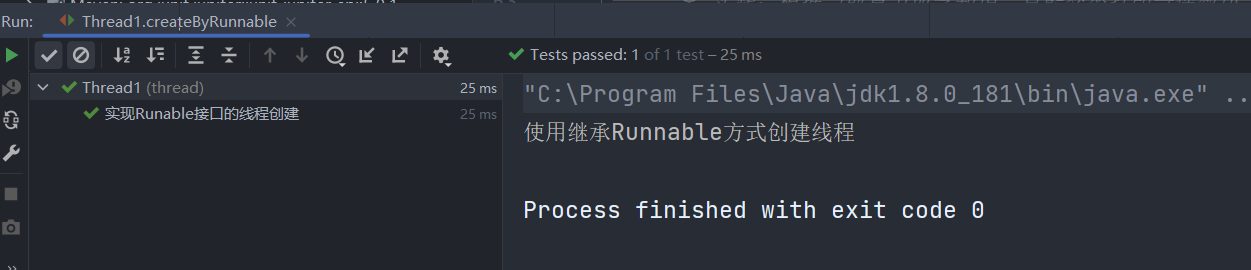 Run: Thread1.createByRunnable
Tests passed: 1 of 1 test – 25 ms
Thread1 (thread) 25 ms
实现Runable接口的线程创建 25 ms
"C:\Program Files\Java\jdk1.8.0_181\bin\java.exe" ..
使用继承Runnable方式创建线程
Process finished with exit code 0